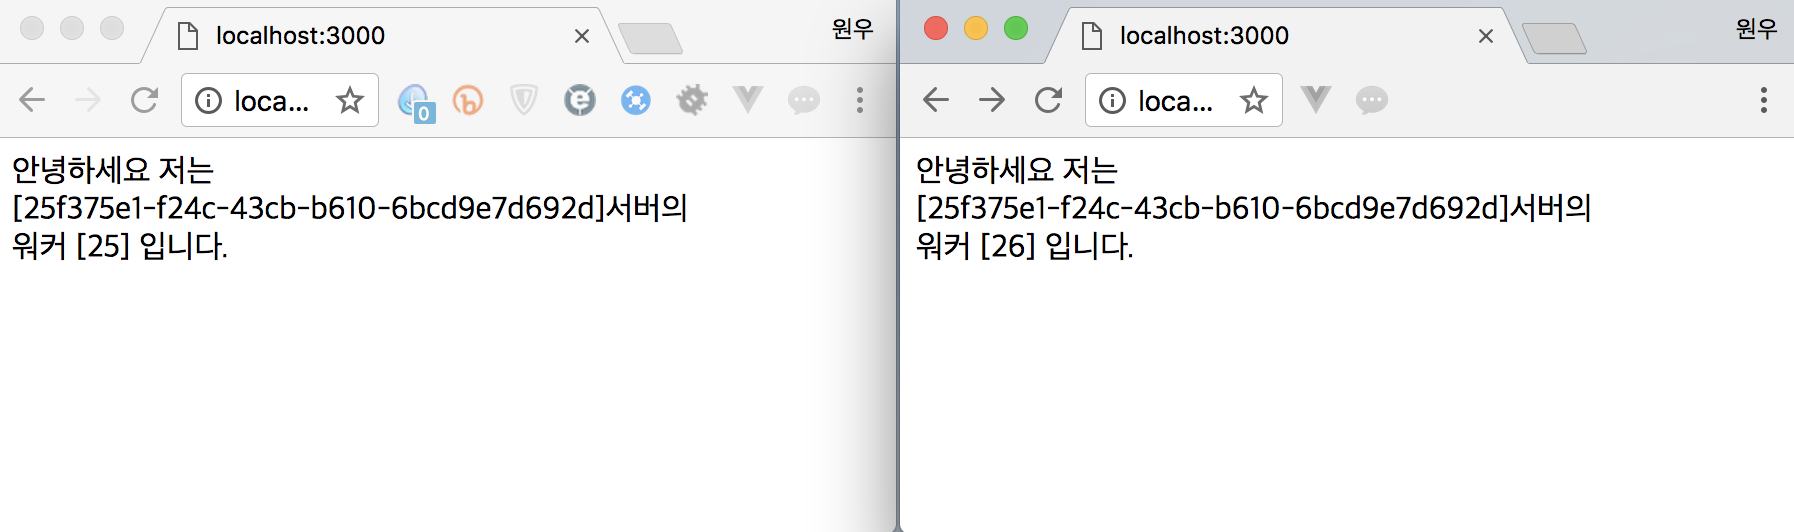 localhost:3000
원우
loca...
0
안녕하세요 저는
[25f375e1-f24c-43cb-b610-6bcd9e7d692d]서버의
워커 [25] 입니다.
localhost:3000
원우
loca...
안녕하세요 저는
[25f375e1-f24c-43cb-b610-6bcd9e7d692d]서버의
워커 [26] 입니다.